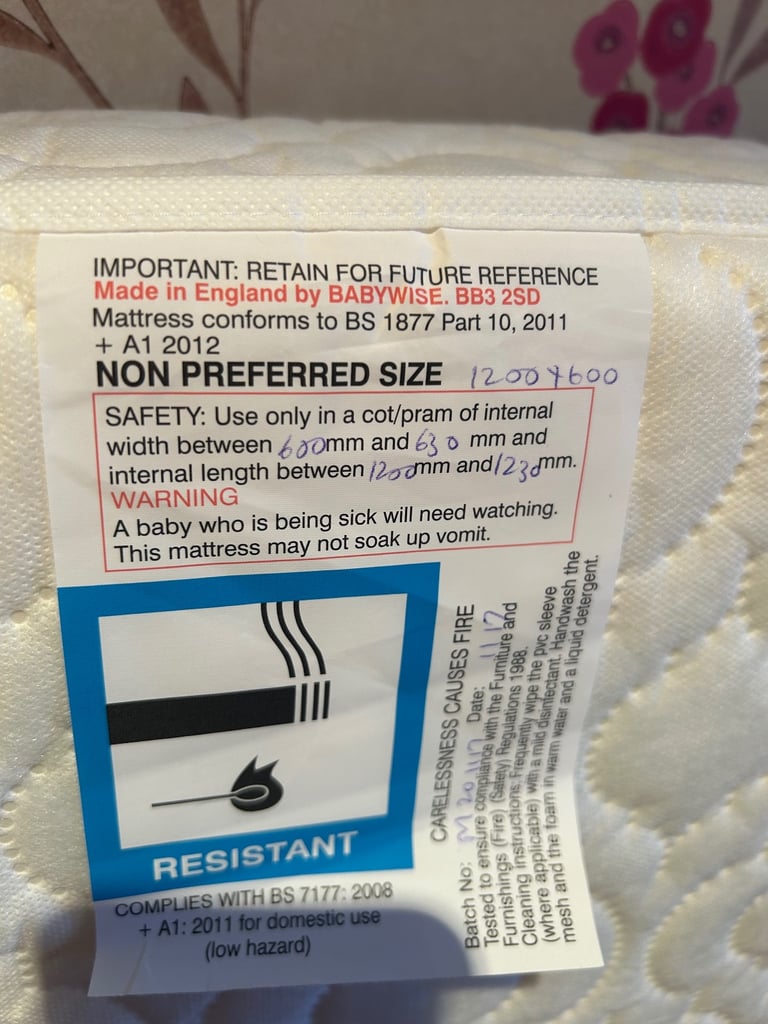 IMPORTANT: RETAIN FOR FUTURE REFERENCE
Made in England by BABYWISE. BB3 2SD
Mattress conforms to BS 1877 Part 10, 2011
+ A1 2012
NON PREFERRED SIZE 1200x600
SAFETY: Use only in a cot/pram of internal
width between 600mm and 630 mm and
internal length between 1200mm and 1230mm.
WARNING
A baby who is being sick will need watching.
This mattress may not soak up vomit.
RESISTANT
COMPLIES WITH BS 7177: 2008
+ A1: 2011 for domestic use
(low hazard)
CARELESSNESS CAUSES FIRE
Batch No: Date: 1117
Tested to ensure compliance with the Furniture and
Furnishings (Fire) (Safety) Regulations 1988.
Cleaning instructions: Frequently wipe the pvc sleeve
(where applicable) with a mild disinfectant. Handwash the
mesh and the foam in warm water and a liquid detergent.